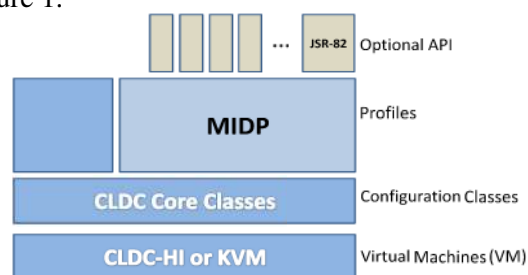 ure 1.
... JSR-82 Optional API
MIDP Profiles
CLDC Core Classes Configuration Classes
CLDC-HI or KVM Virtual Machines (VM)